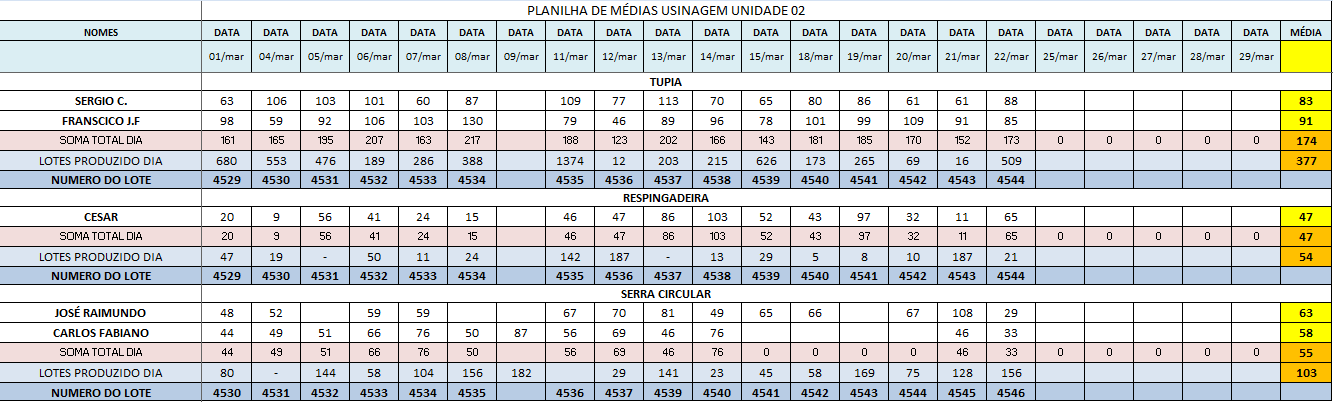 PLANILHA DE MÉDIAS USINAGEM UNIDADE 02
NOMES DATA DATA DATA DATA DATA DATA DATA DATA DATA DATA DATA DATA DATA DATA DATA DATA DATA DATA DATA DATA DATA MÉDIA
01/mar 04/mar 05/mar 06/mar 07/mar 08/mar 09/mar 11/mar 12/mar 13/mar 14/mar 15/mar 18/mar 19/mar 20/mar 21/mar 22/mar 25/mar 26/mar 27/mar 28/mar 29/mar
TUPIA
SERGIO C. 63 106 103 101 60 87 109 77 113 70 65 80 86 61 61 88 83
FRANSCICO J.F 98 59 92 106 103 130 79 46 89 96 78 101 99 109 91 85 91
SOMA TOTAL DIA 161 165 195 207 163 217 188 123 202 166 143 181 185 170 152 173 0 0 0 0 0 174
LOTES PRODUZIDO DIA 680 553 476 189 286 388 1374 12 203 215 626 173 265 69 16 509 377
NUMERO DO LOTE 4529 4530 4531 4532 4533 4534 4535 4536 4537 4538 4539 4540 4541 4542 4543 4544
RESPINGADEIRA
CESAR 20 9 56 41 24 15 46 47 86 103 52 43 97 32 11 65 47
SOMA TOTAL DIA 20 9 56 41 24 15 46 47 86 103 52 43 97 32 11 65 0 0 0 0 0 47
LOTES PRODUZIDO DIA 47 19 - 50 11 24 142 187 - 13 29 5 8 10 187 21 54
NUMERO DO LOTE 4529 4530 4531 4532 4533 4534 4535 4536 4537 4538 4539 4540 4541 4542 4543 4544
SERRA CIRCULAR
JOSÉ RAIMUNDO 48 52 59 59 67 70 81 49 65 66 67 108 29 63
CARLOS FABIANO 44 49 51 66 76 50 87 56 69 46 76 46 33 58
SOMA TOTAL DIA 44 49 51 66 76 50 56 69 46 76 0 0 0 0 46 33 0 0 0 0 0 55
LOTES PRODUZIDO DIA 80 - 144 58 104 156 182 29 141 23 45 58 169 75 128 156 103
NUMERO DO LOTE 4530 4531 4532 4533 4534 4535 4536 4537 4539 4540 4541 4542 4543 4544 4545 4546